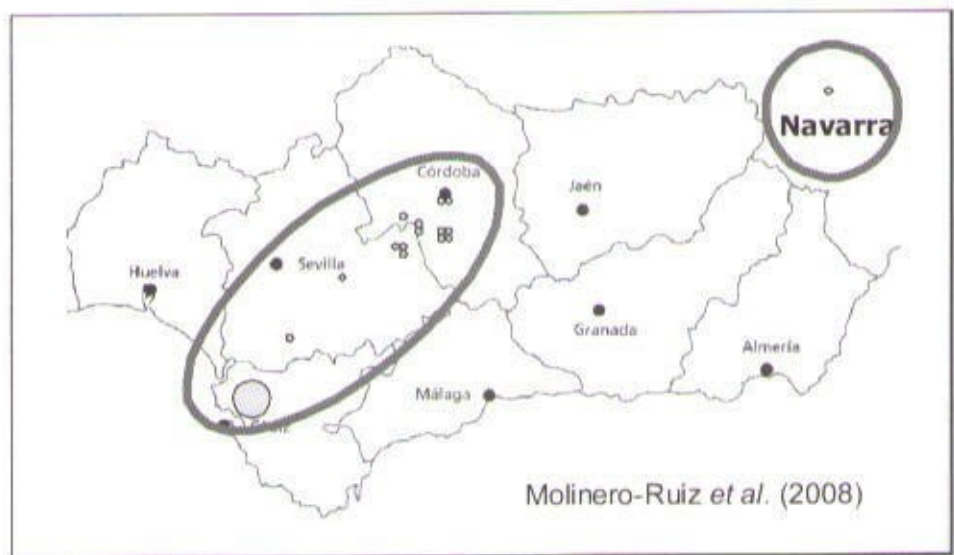 Navarra
Córdoba
Jaén
Sevilla
Huelva
Granada
Almería
Málaga
Molinero-Ruiz et al. (2008)